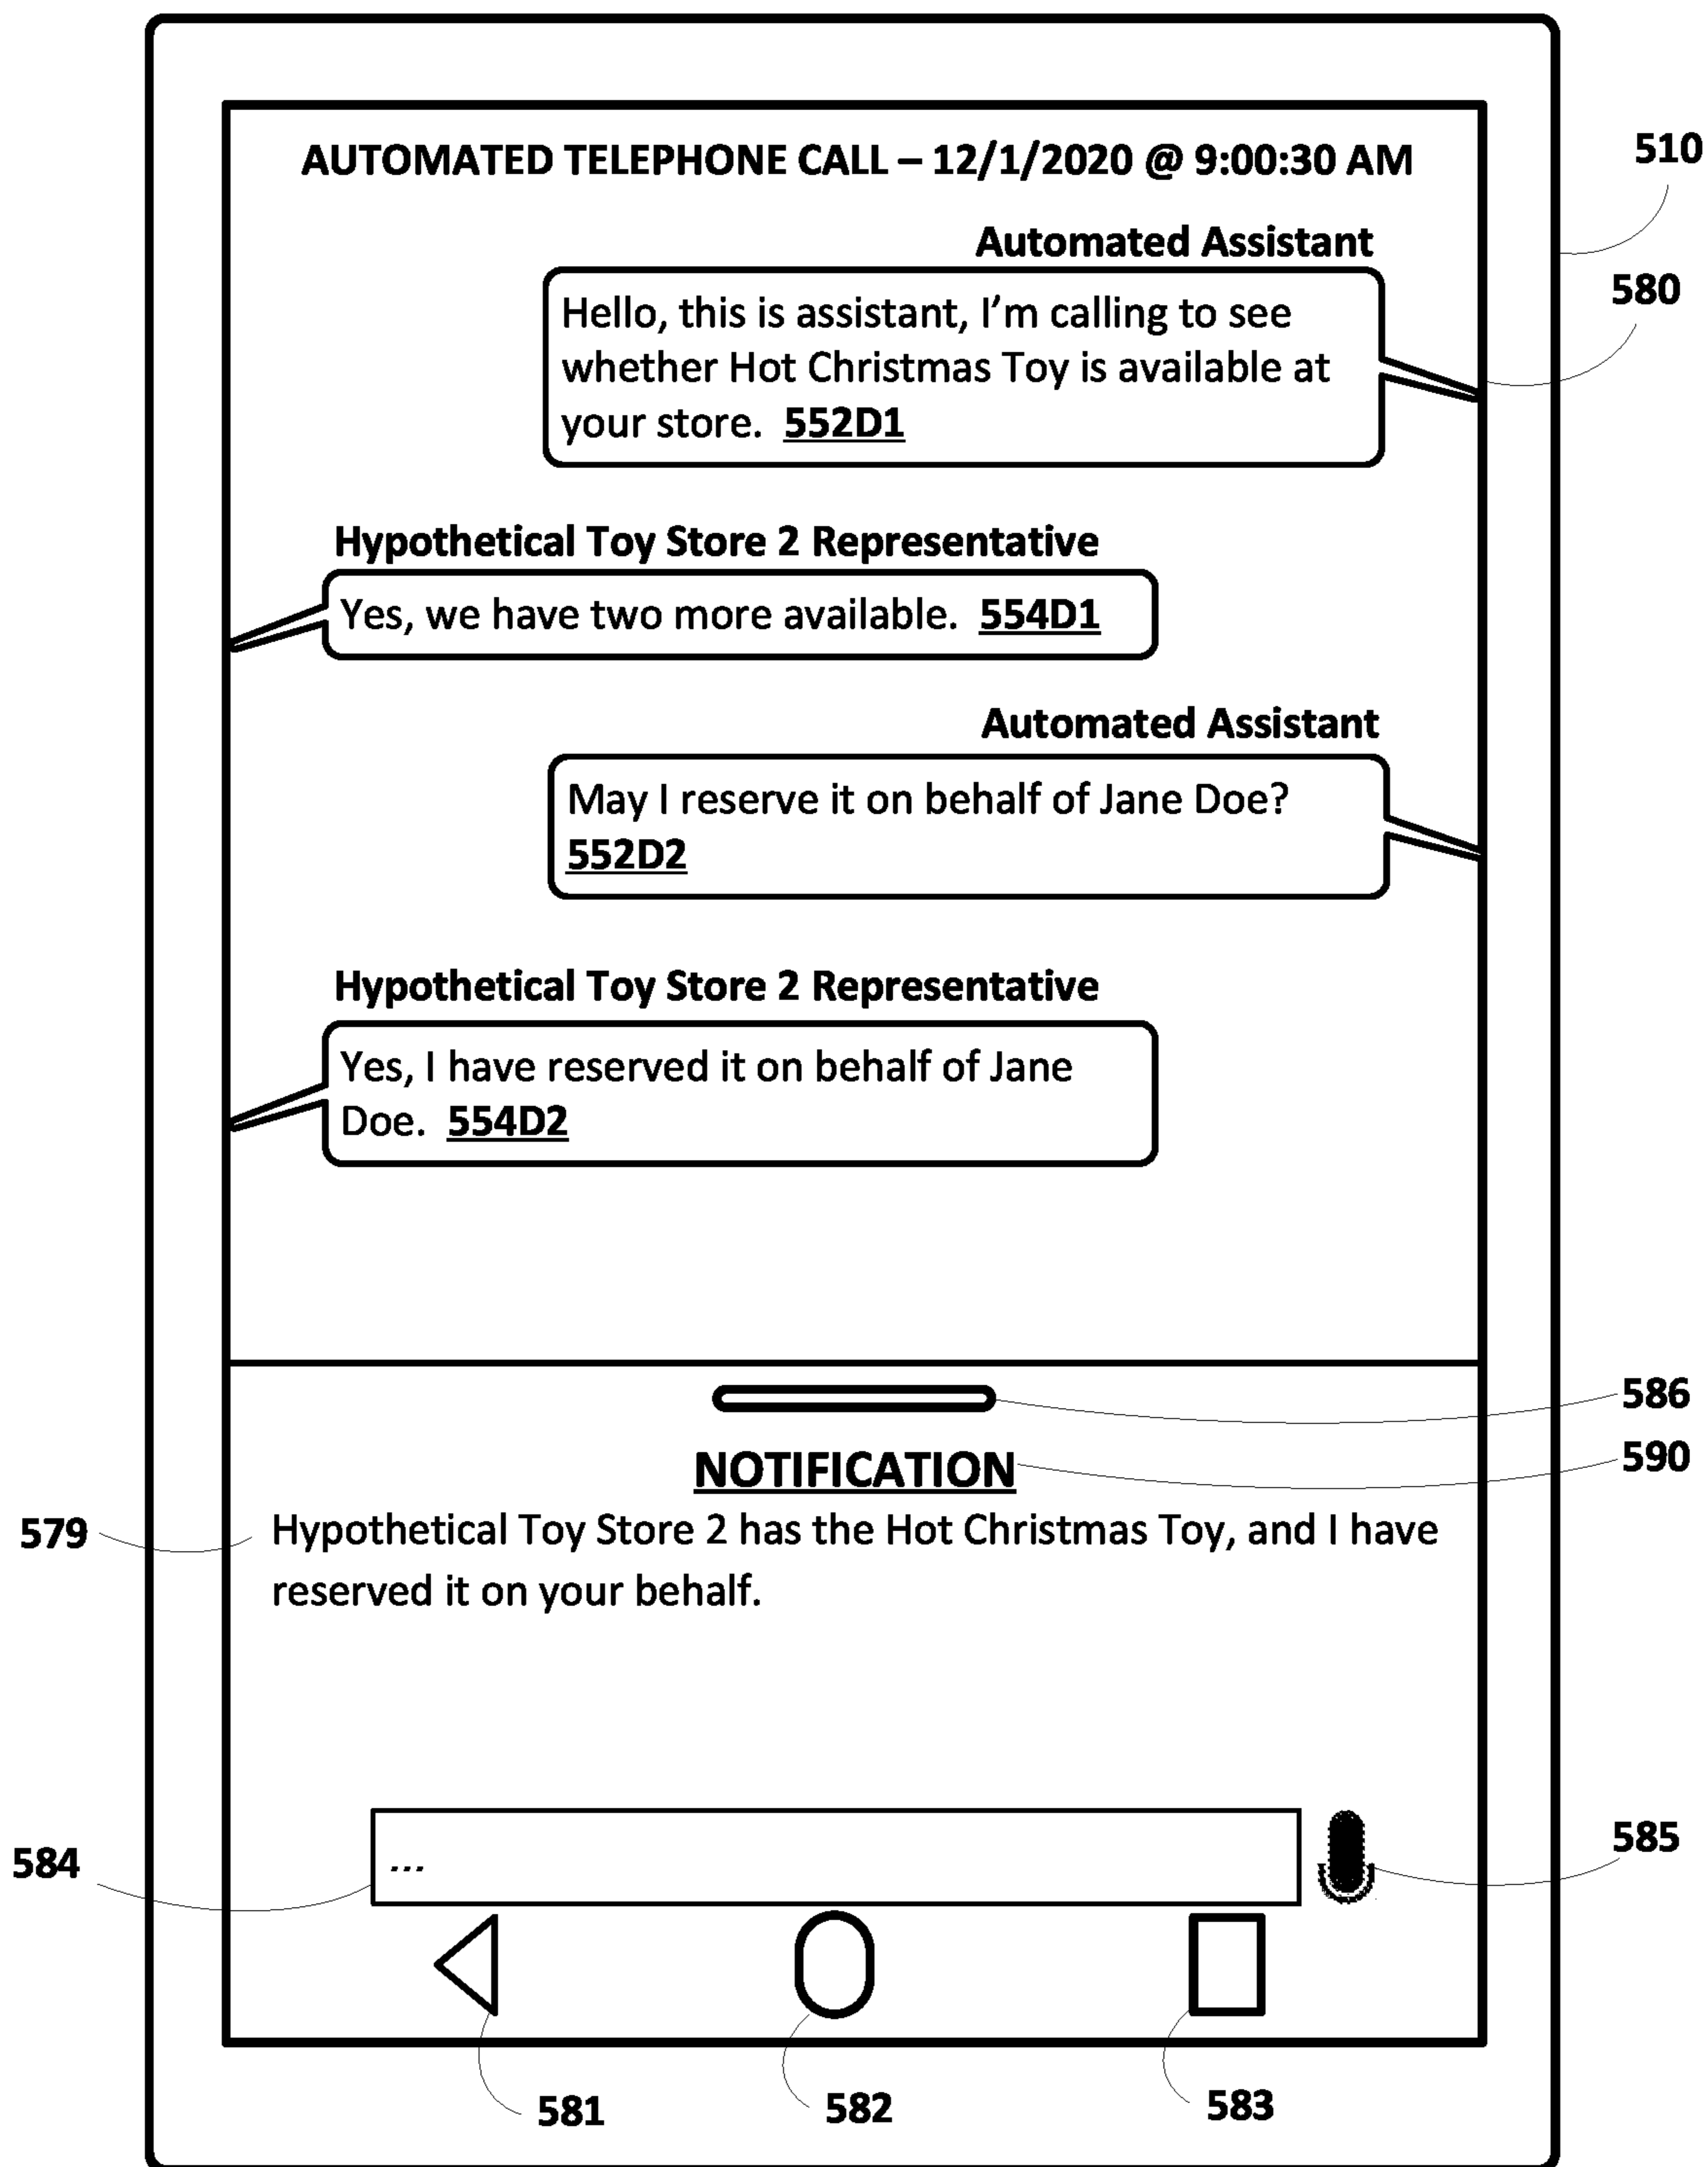 AUTOMATED TELEPHONE CALL – 12/1/2020 @ 9:00:30 AM
510
Automated Assistant
580
Hello, this is assistant, I'm calling to see
whether Hot Christmas Toy is available at
your store. 552D1
Hypothetical Toy Store 2 Representative
Yes, we have two more available. 554D1
Automated Assistant
May I reserve it on behalf of Jane Doe?
552D2
Hypothetical Toy Store 2 Representative
Yes, I have reserved it on behalf of Jane
Doe. 554D2
586
NOTIFICATION
590
579
Hypothetical Toy Store 2 has the Hot Christmas Toy, and I have
reserved it on your behalf.
...
584
585
581
582
583